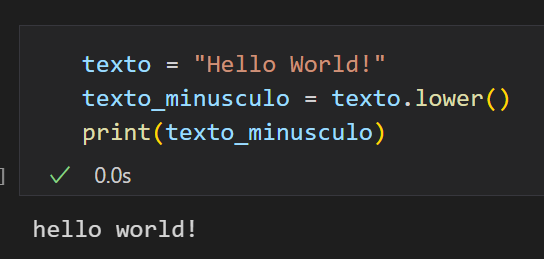 texto = "Hello World!"
texto_minusculo = texto.lower()
print(texto_minusculo)
] ✓ 0.0s
hello world!